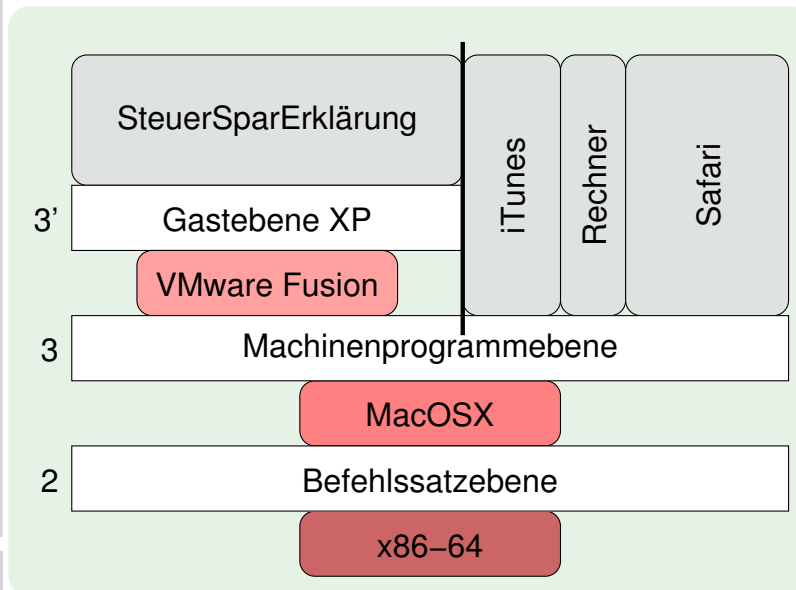 SteuerSparErklärung
iTunes
Rechner
Safari
3’
Gastebene XP
VMware Fusion
3
Machinenprogrammebene
MacOSX
2
Befehlssatzebene
x86−64